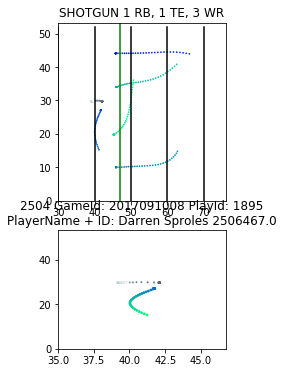 SHOTGUN 1 RB, 1 TE, 3 WR
50
40
30
20
10
0
30 40 50 60 70
2504 GameId: 2017091008 PlayId: 1895
PlayerName + ID: Darren Sproles 2506467.0
40
20
0
35.0 37.5 40.0 42.5 45.0